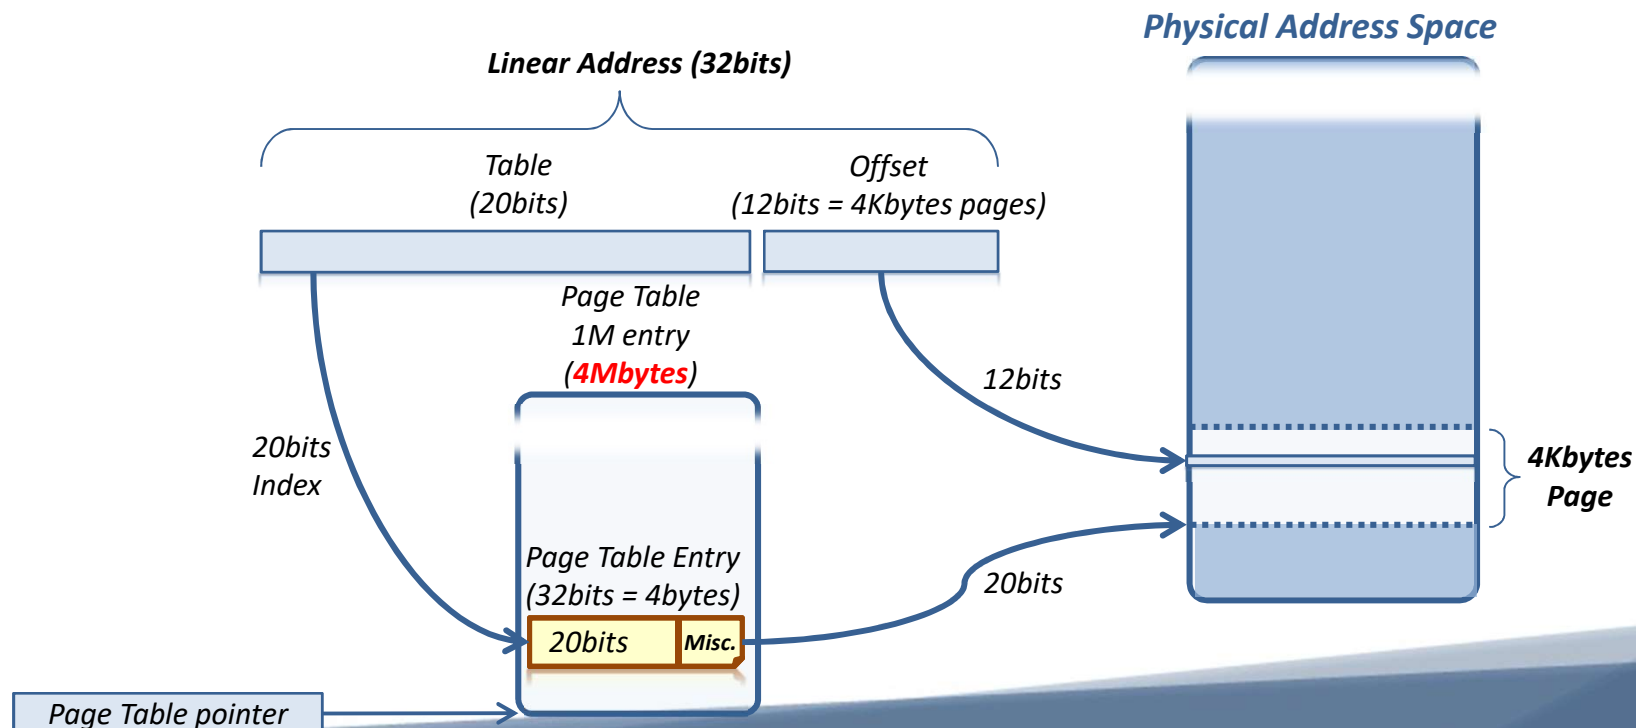 Physical Address Space
Linear Address (32bits)
Table
(20bits)
Offset
(12bits = 4Kbytes pages)
Page Table
1M entry
(4Mbytes)
12bits
20bits
Index
4Kbytes
Page
Page Table Entry
(32bits = 4bytes)
20bits
Misc.
20bits
Page Table pointer